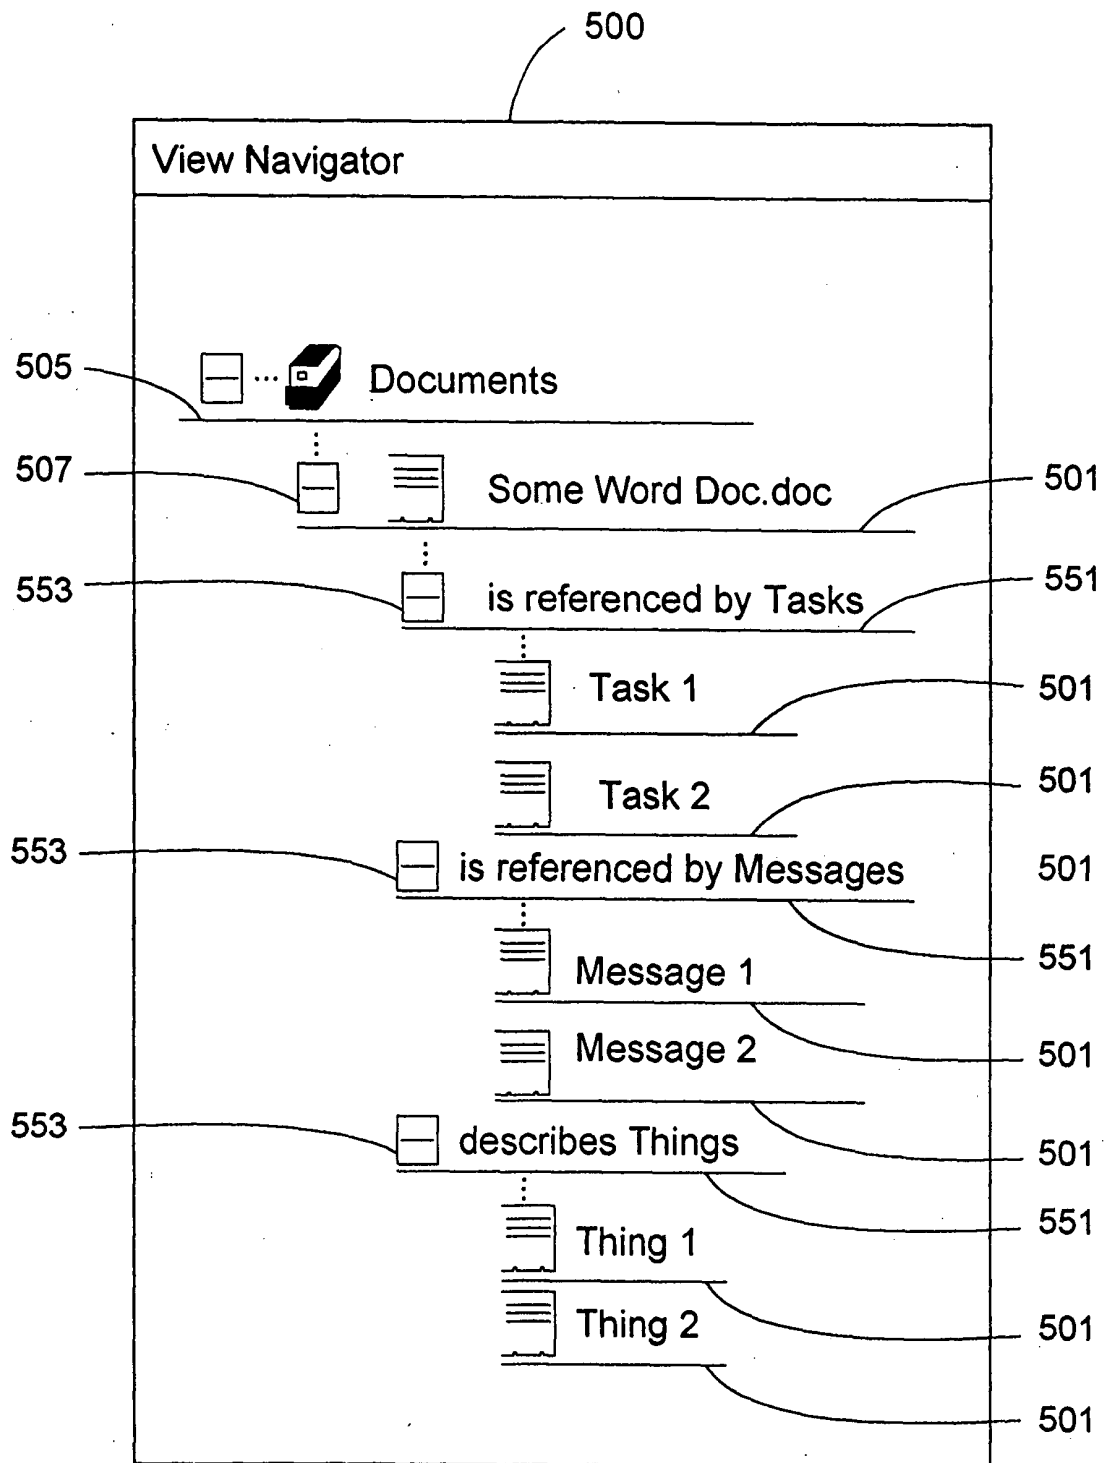 500
View Navigator
505
Documents
507
Some Word Doc.doc
501
553
is referenced by Tasks
551
Task 1
501
Task 2
501
553
is referenced by Messages
501
551
Message 1
501
Message 2
501
553
describes Things
551
Thing 1
501
Thing 2
501